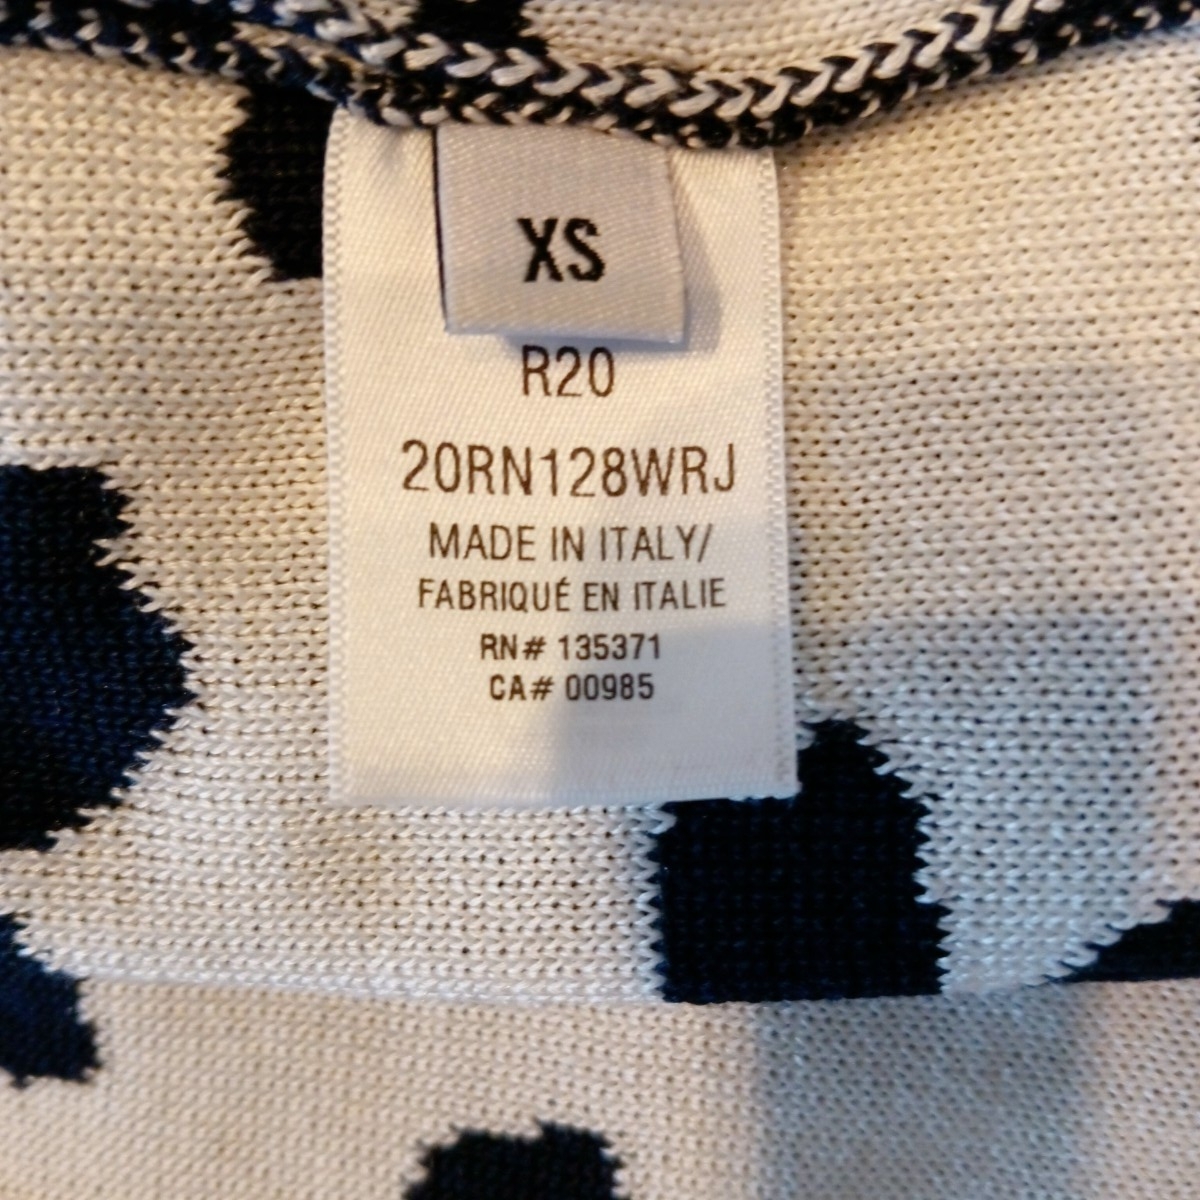 XS
R20
20RN128WRJ
MADE IN ITALY/
FABRIQUÉ EN ITALIE
RN# 135371
CA# 00985